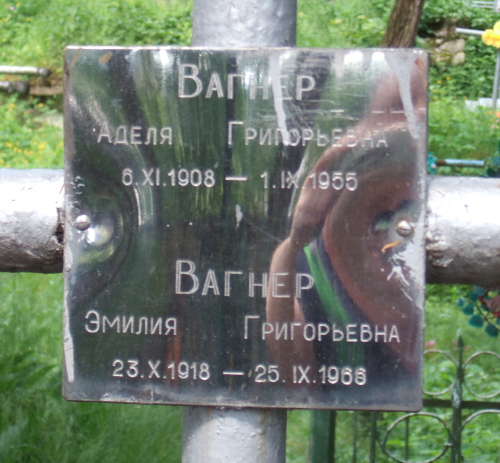 Вагнер
Аделя Григорьевна
6.XI.1908 — 1.IX.1955
Вагнер
Эмилия Григорьевна
23.X.1918 — 25.IX.1966